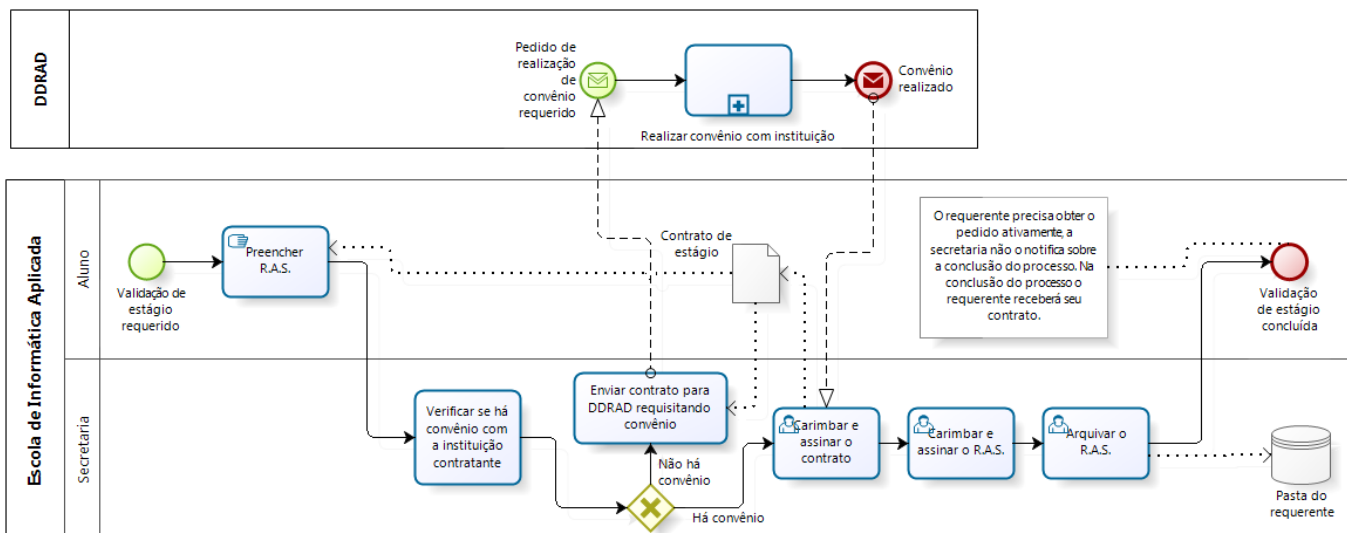 DDRAD
Pedido de
realização
de
convênio
requerido
Realizar convênio com instituição
Convênio
realizado
Escola de Informática Aplicada
Aluno
Validação de
estágio
requerido
Preencher
R.A.S.
Contrato de
estágio
O requerente precisa obter o
pedido ativamente, a
secretaria não o notifica sobre
a conclusão do processo. Na
conclusão do processo o
requerente receberá seu
contrato.
Validação
de estágio
concluída
Secretaria
Verificar se há
convênio com
a instituição
contratante
Enviar contrato para
DDRAD requisitando
convênio
Não há
convênio
Há convênio
Carimbar e
assinar o
contrato
Carimbar e
assinar o R.A.S.
Arquivar o
R.A.S.
Pasta do
requerente